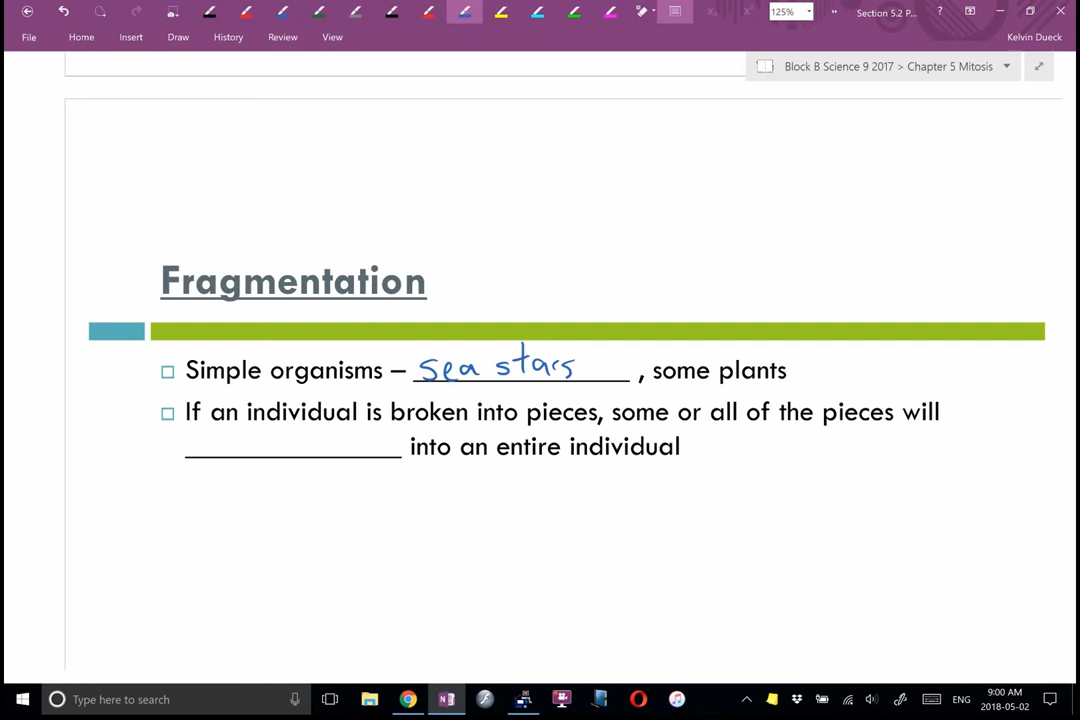 125%
Section 5.2 P...
?
File
Home
Insert
Draw
History
Review
View
Kelvin Dueck
Block B Science 9 2017 > Chapter 5 Mitosis
Fragmentation
Simple organisms – sea stars , some plants
If an individual is broken into pieces, some or all of the pieces will
____________ into an entire individual
Type here to search
ENG
9:00 AM
2018-05-02